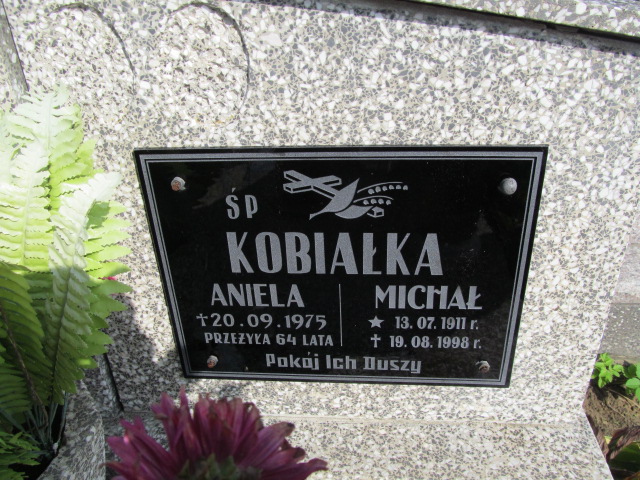 ŚP
KOBIAŁKA
ANIELA
✝20.09.1975
PRZEŻYŁA 64 LATA
MICHAŁ
★ 13.07.1911 r.
✝ 19.08.1998 r.
Pokój Ich Duszy